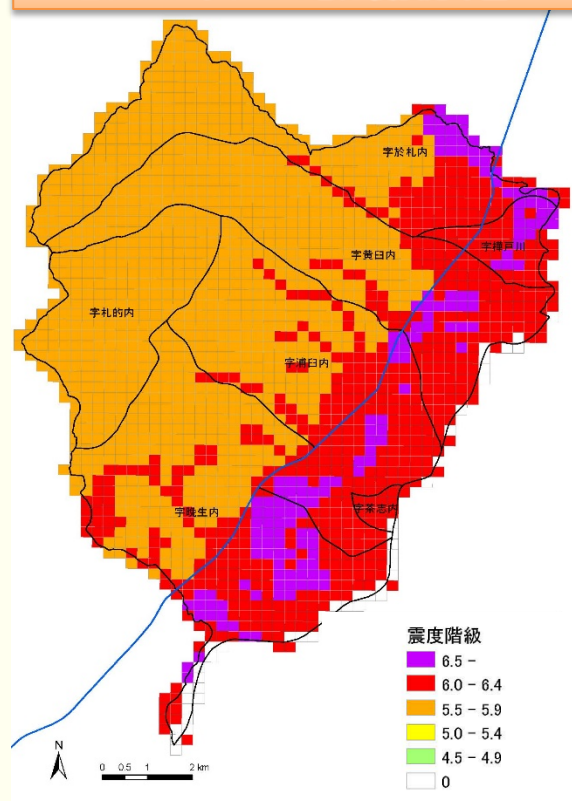 字於札内
字樺戸川
字黄臼内
字札的内
字浦臼内
字茶志内
字晩生内
震度階級
6.5 -
6.0 - 6.4
5.5 - 5.9
5.0 - 5.4
4.5 - 4.9
0
N
0 0.5 1 2 km